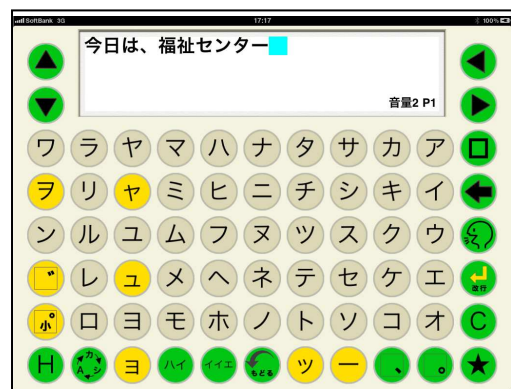 SoftBank 3G 17:17 100%
今日は、福祉センター
音量2 P1
ワ ラ ヤ マ ハ ナ タ サ カ ア
ヲ リ ャ ミ ヒ ニ チ シ キ イ
ン ル ユ ム フ ヌ ツ ス ク ウ
゛ レ ュ メ ヘ ネ テ セ ケ エ 改行
小 ゜ ロ ヨ モ ホ ノ ト ソ コ オ C
H カナ A シ ョ ハイ イイエ もどる ッ ー 、 。 ★